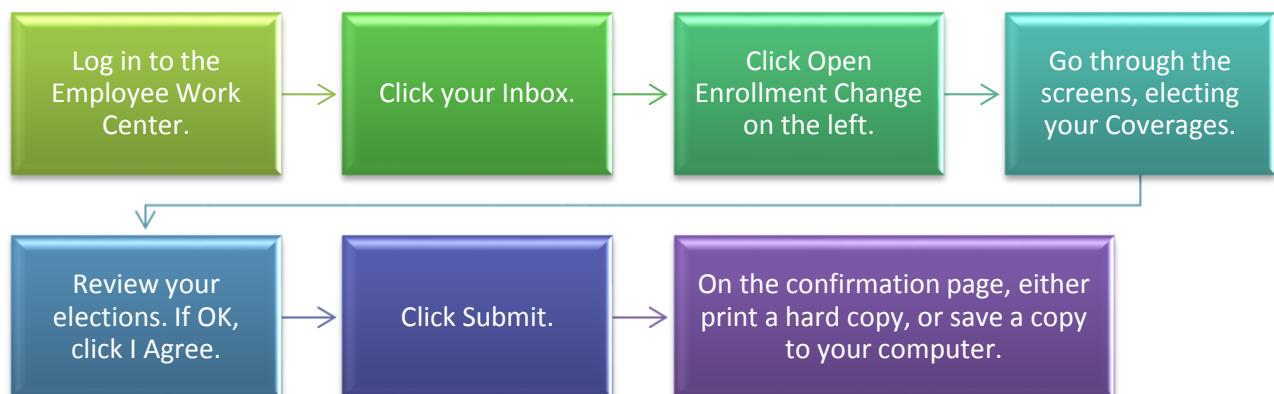 Log in to the
Employee Work
Center.
Click your Inbox.
Click Open
Enrollment Change
on the left.
Go through the
screens, electing
your Coverages.
Review your
elections. If OK,
click I Agree.
Click Submit.
On the confirmation page, either
print a hard copy, or save a copy
to your computer.